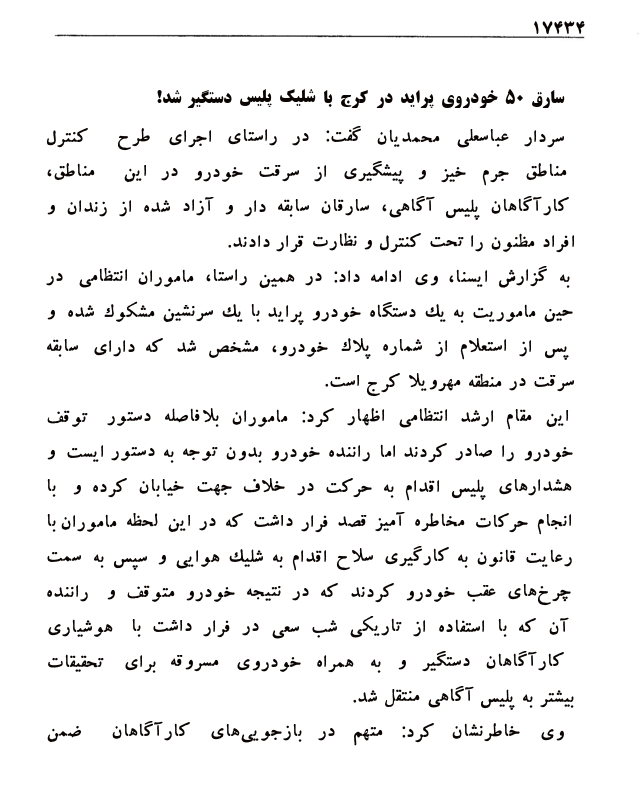 ۱۷۴۳۴
سارق ۵۰ خودروی پراید در کرج با شلیک پلیس دستگیر شد!
سردار عباسعلی محمدیان گفت: در راستای اجرای طرح کنترل
مناطق جرم خیز و پیشگیری از سرقت خودرو در این مناطق،
کارآگاهان پلیس آگاهی، سارقان سابقه دار و آزاد شده از زندان و
افراد مظنون را تحت کنترل و نظارت قرار دادند.
به گزارش ایسنا، وی ادامه داد: در همین راستا، ماموران انتظامی در
حین ماموریت به یك دستگاه خودرو پراید با یك سرنشین مشكوك شده و
پس از استعلام از شماره پلاك خودرو، مشخص شد که دارای سابقه
سرقت در منطقه مهرویلا کرج است.
این مقام ارشد انتظامی اظهار کرد: ماموران بلافاصله دستور توقف
خودرو را صادر کردند اما راننده خودرو بدون توجه به دستور ایست و
هشدارهای پلیس اقدام به حرکت در خلاف جهت خیابان کرده و با
انجام حرکات مخاطره آمیز قصد فرار داشت که در این لحظه ماموران با
رعایت قانون به کارگیری سلاح اقدام به شلیك هوایی و سپس به سمت
چرخ‌های عقب خودرو کردند که در نتیجه خودرو متوقف و راننده
آن که با استفاده از تاریکی شب سعی در فرار داشت با هوشیاری
کارآگاهان دستگیر و به همراه خودروی مسروقه برای تحقیقات
بیشتر به پلیس آگاهی منتقل شد.
وی خاطرنشان کرد: متهم در بازجویی‌های کارآگاهان ضمن